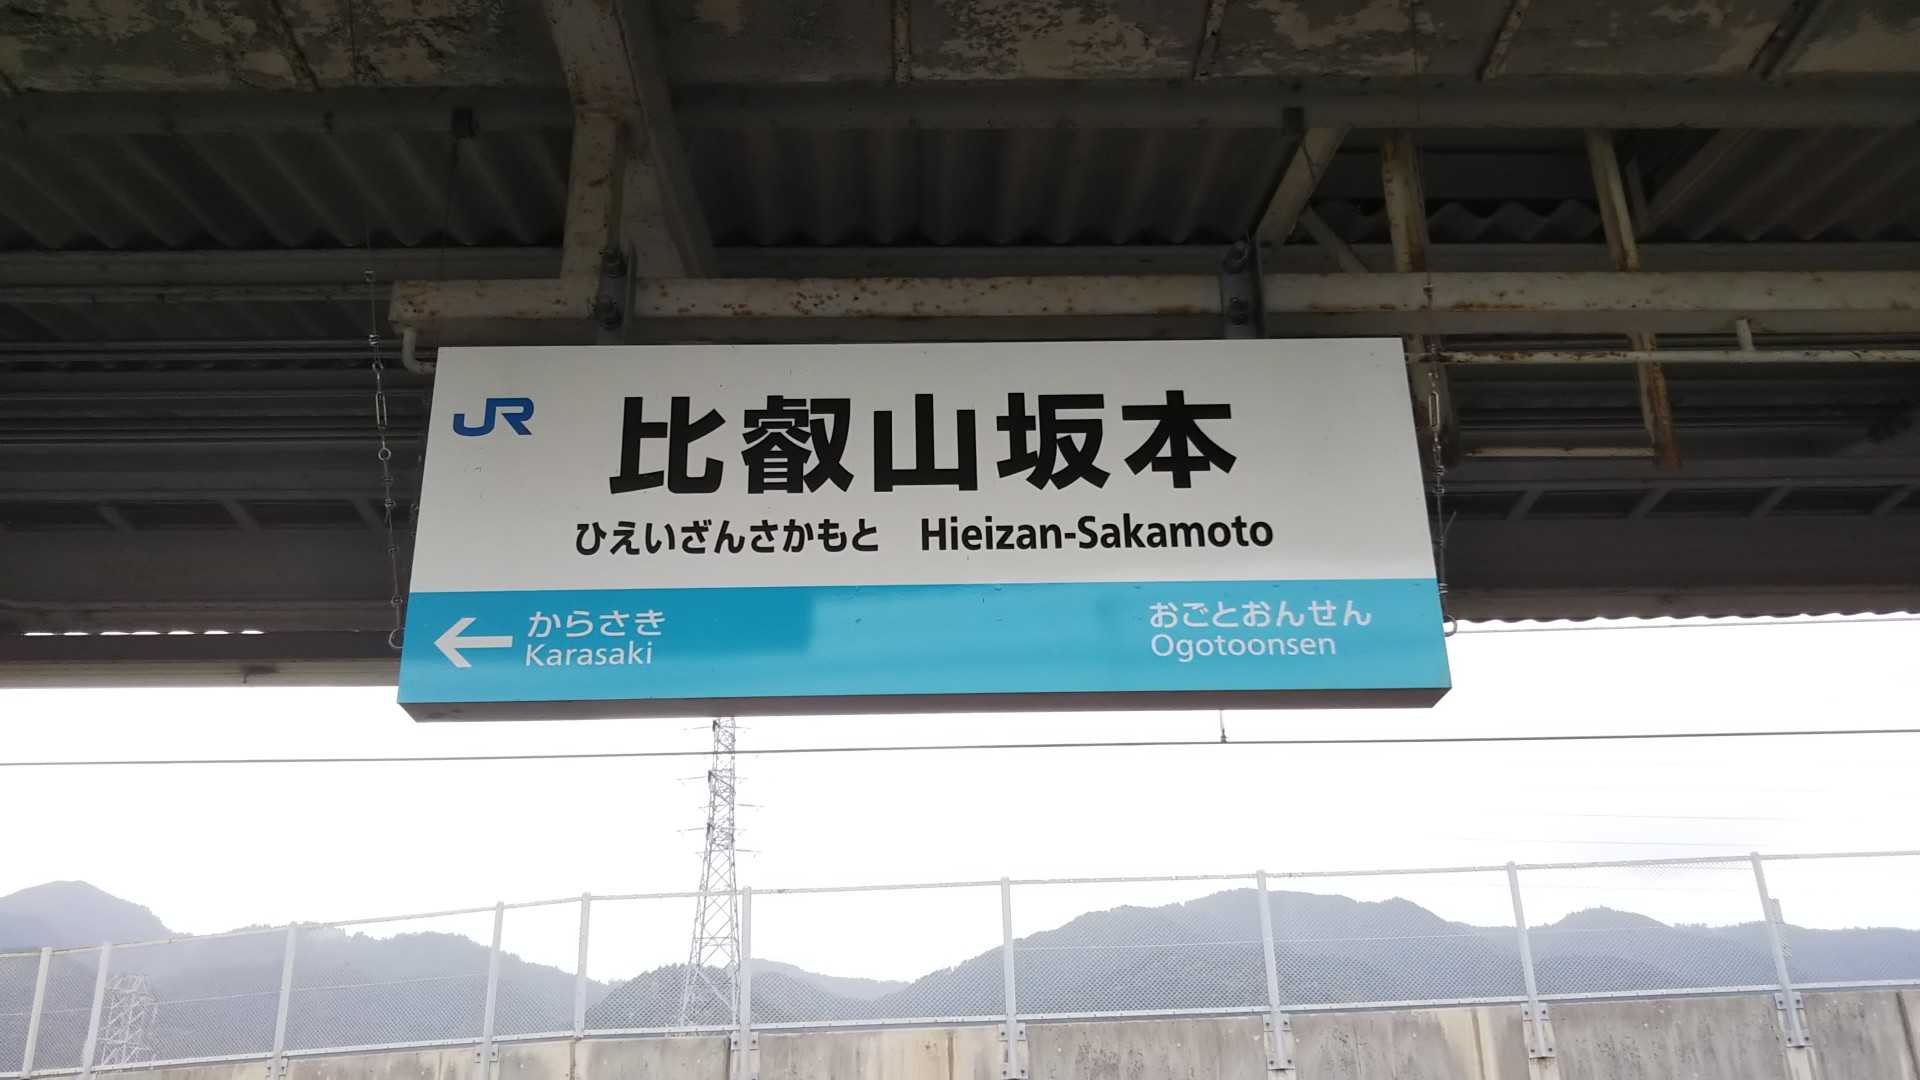 JR
比叡山坂本
ひえいざんさかもと Hieizan-Sakamoto
← からさき
Karasaki
おごとおんせん
Ogotoonsen